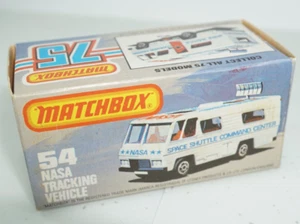 COLLECT ALL 75 MODELS
75
MATCHBOX
MATCHBOX
54
NASA
TRACKING
VEHICLE
NASA
SPACE SHUTTLE COMMAND CENTER